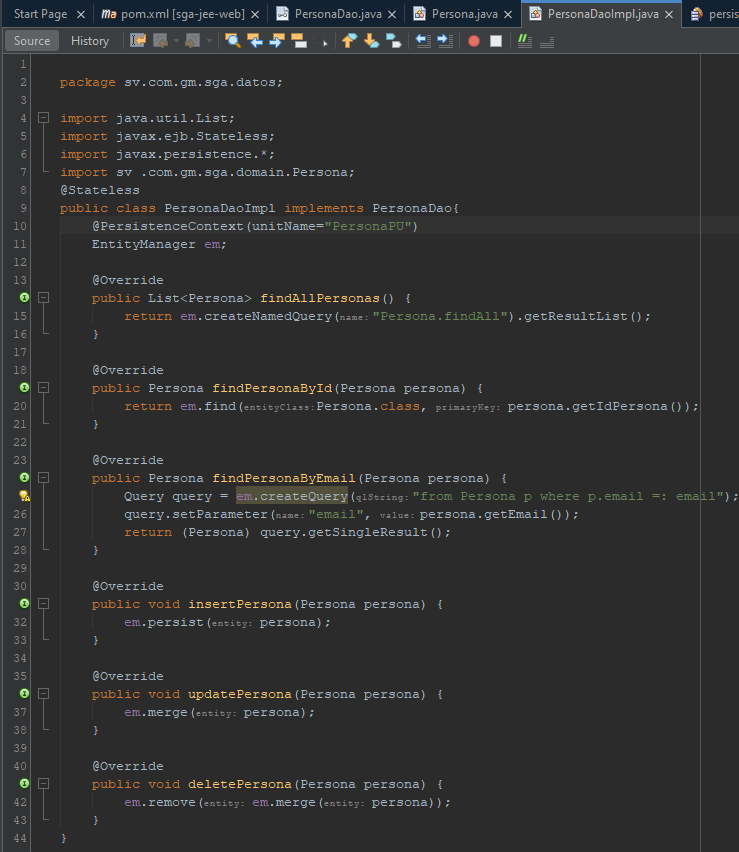 Start Page × pom.xml [sga-jee-web] × PersonaDao.java × Persona.java × PersonaDaoImpl.java × persis
Source History
1
2 package sv.com.gm.sga.datos;
3
4 import java.util.List;
5 import javax.ejb.Stateless;
6 import javax.persistence.*;
7 import sv .com.gm.sga.domain.Persona;
8 @Stateless
9 public class PersonaDaoImpl implements PersonaDao{
10 @PersistenceContext(unitName="PersonaPU")
11 EntityManager em;
12
13 @Override
public List<Persona> findAllPersonas() {
15 return em.createNamedQuery(name: "Persona.findAll").getResultList();
16 }
17
18 @Override
public Persona findPersonaById(Persona persona) {
20 return em.find(entityClass:Persona.class, primaryKey: persona.getIdPersona());
21 }
22
23 @Override
public Persona findPersonaByEmail(Persona persona) {
Query query = em.createQuery(qlString: "from Persona p where p.email =: email");
26 query.setParameter(name: "email", value: persona.getEmail());
27 return (Persona) query.getSingleResult();
28 }
29
30 @Override
public void insertPersona(Persona persona) {
32 em.persist(entity: persona);
33 }
34
35 @Override
public void updatePersona(Persona persona) {
37 em.merge(entity: persona);
38 }
39
40 @Override
public void deletePersona(Persona persona) {
42 em.remove(entity: em.merge(entity: persona));
43 }
44 }